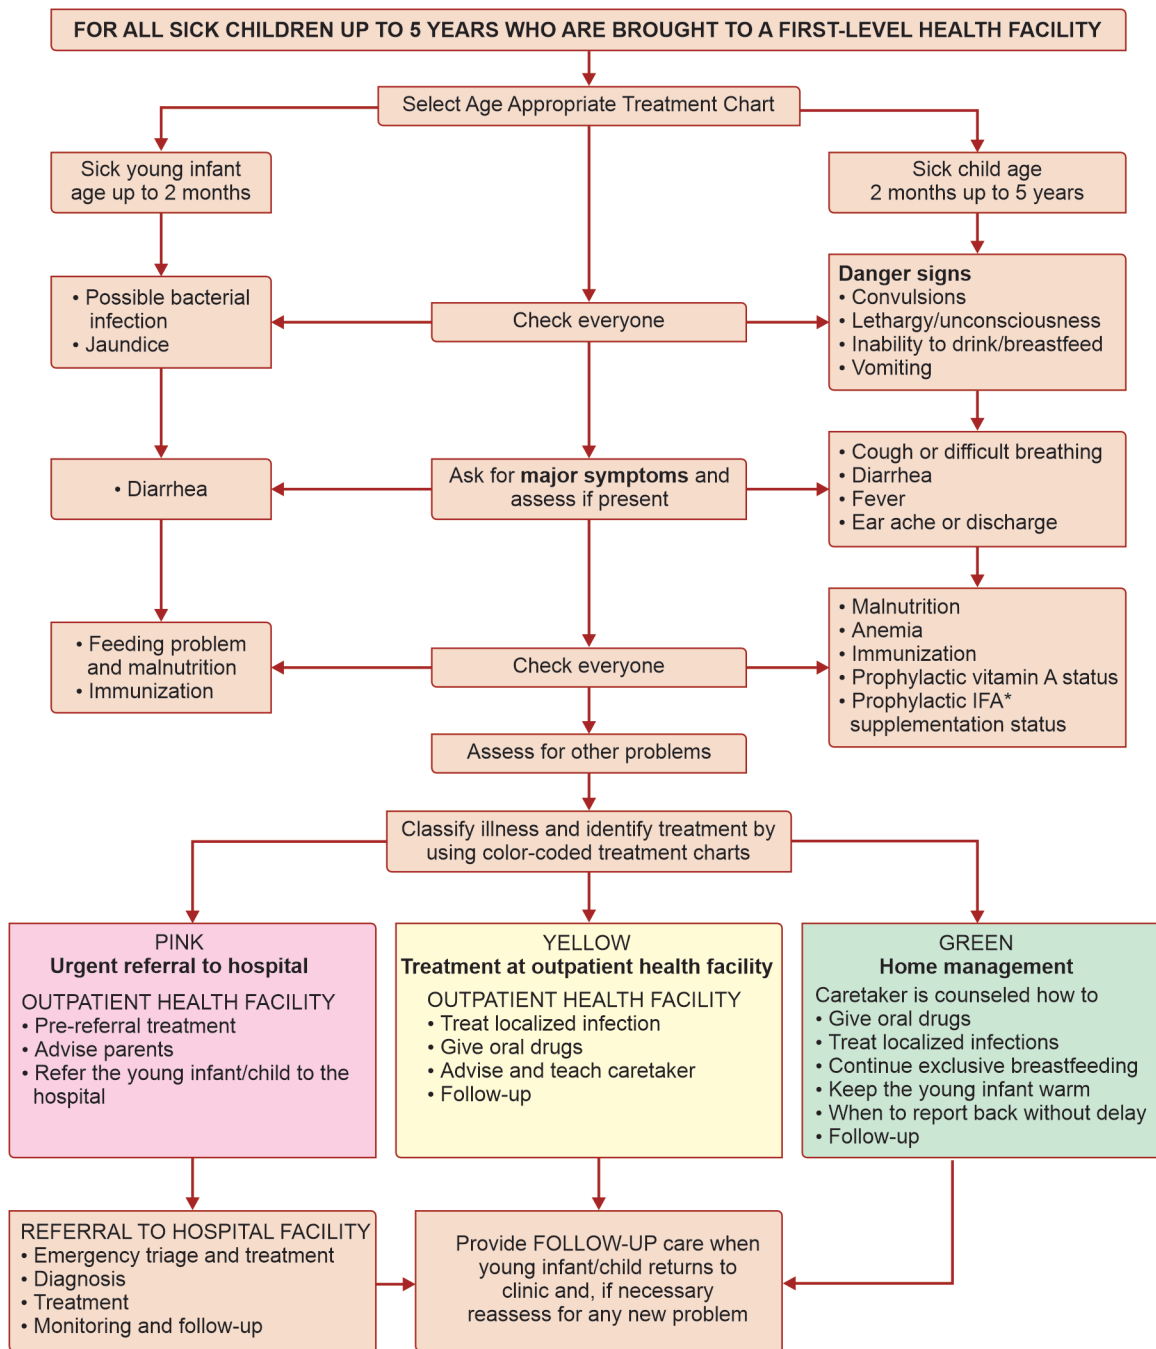 FOR ALL SICK CHILDREN UP TO 5 YEARS WHO ARE BROUGHT TO A FIRST-LEVEL HEALTH FACILITY
Select Age Appropriate Treatment Chart
Sick young infant
age up to 2 months
Sick child age
2 months up to 5 years
• Possible bacterial
infection
• Jaundice
Check everyone
Danger signs
• Convulsions
• Lethargy/unconsciousness
• Inability to drink/breastfeed
• Vomiting
• Diarrhea
Ask for major symptoms and
assess if present
• Cough or difficult breathing
• Diarrhea
• Fever
• Ear ache or discharge
• Feeding problem
and malnutrition
• Immunization
Check everyone
• Malnutrition
• Anemia
• Immunization
• Prophylactic vitamin A status
• Prophylactic IFA*
supplementation status
Assess for other problems
Classify illness and identify treatment by
using color-coded treatment charts
PINK
Urgent referral to hospital
OUTPATIENT HEALTH FACILITY
• Pre-referral treatment
• Advise parents
• Refer the young infant/child to the
hospital
YELLOW
Treatment at outpatient health facility
OUTPATIENT HEALTH FACILITY
• Treat localized infection
• Give oral drugs
• Advise and teach caretaker
• Follow-up
GREEN
Home management
Caretaker is counseled how to
• Give oral drugs
• Treat localized infections
• Continue exclusive breastfeeding
• Keep the young infant warm
• When to report back without delay
• Follow-up
REFERRAL TO HOSPITAL FACILITY
• Emergency triage and treatment
• Diagnosis
• Treatment
• Monitoring and follow-up
Provide FOLLOW-UP care when
young infant/child returns to
clinic and, if necessary
reassess for any new problem